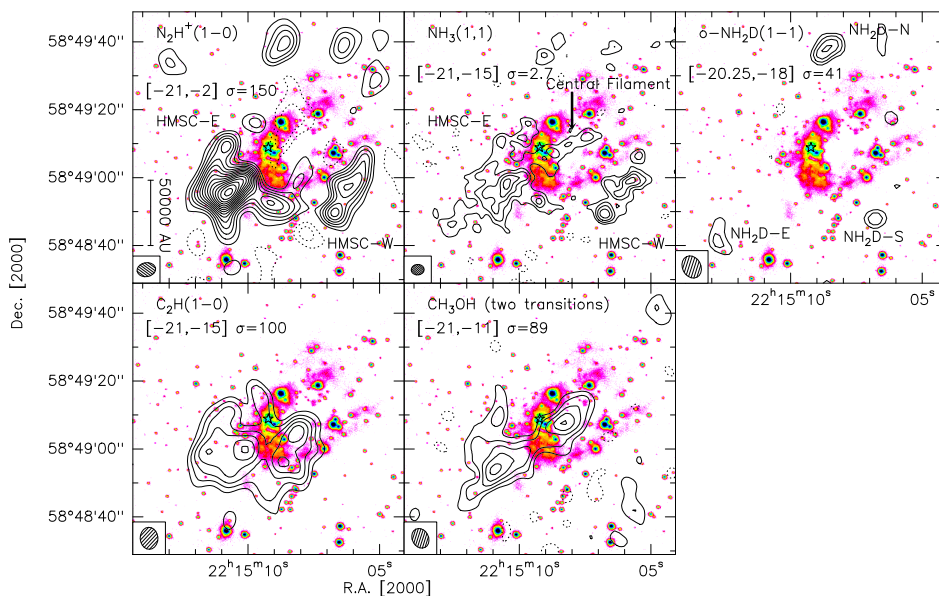 N₂H⁺(1−0)
[−21,−2] σ=150
HMSC−E
HMSC−W
50000 AU
NH₃(1,1)
[−21,−15] σ=2.7
Central Filament
HMSC−E
HMSC−W
o−NH₂D(1−1)
NH₂D−N
[−20.25,−18] σ=41
NH₂D−E
NH₂D−S
58°49'40''
58°49'20''
58°49'00''
58°48'40''
22ʰ15ᵐ10ˢ
05ˢ
C₂H(1−0)
[−21,−15] σ=100
CH₃OH (two transitions)
[−21,−11] σ=89
58°49'40''
58°49'20''
58°49'00''
58°48'40''
22ʰ15ᵐ10ˢ
05ˢ
22ʰ15ᵐ10ˢ
05ˢ
Dec. [2000]
R.A. [2000]